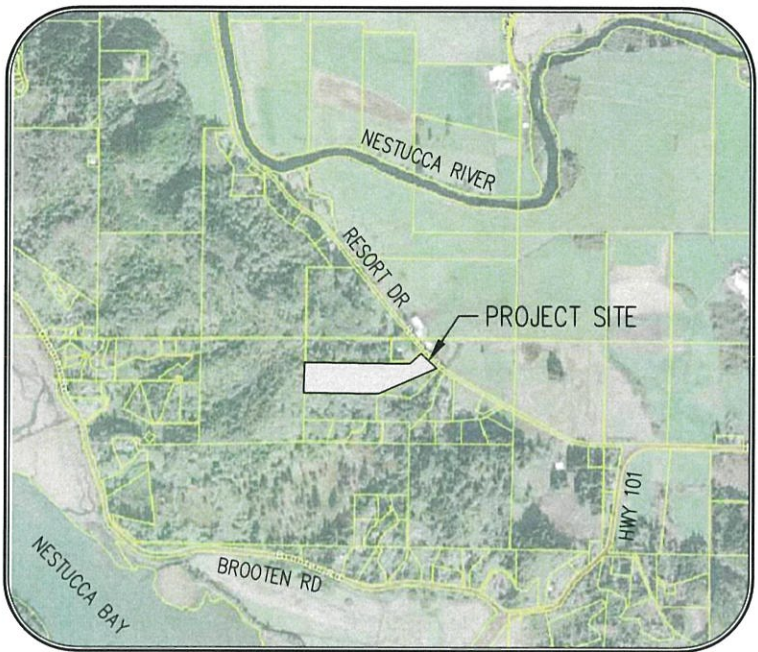 NESTUCCA RIVER
RESORT DR
PROJECT SITE
HWY 101
BROOTEN RD
NESTUCCA BAY